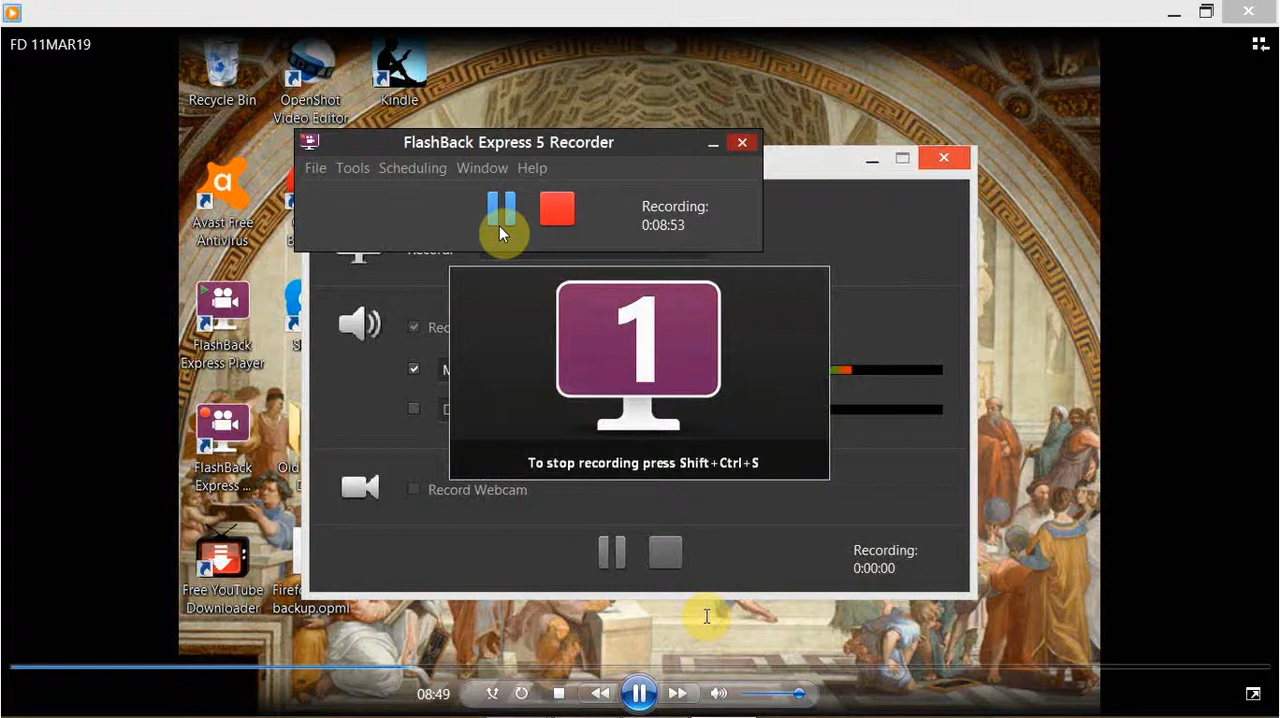 FD 11MAR19
Recycle Bin
OpenShot
Video Editor
Kindle
FlashBack Express 5 Recorder
File Tools Scheduling Window Help
Recording:
0:08:53
Avast Free
Antivirus
1
To stop recording press Shift+Ctrl+S
FlashBack
Express Player
Record Webcam
FlashBack
Express ...
Recording:
0:00:00
Free YouTube
Downloader
backup.opml
08:49